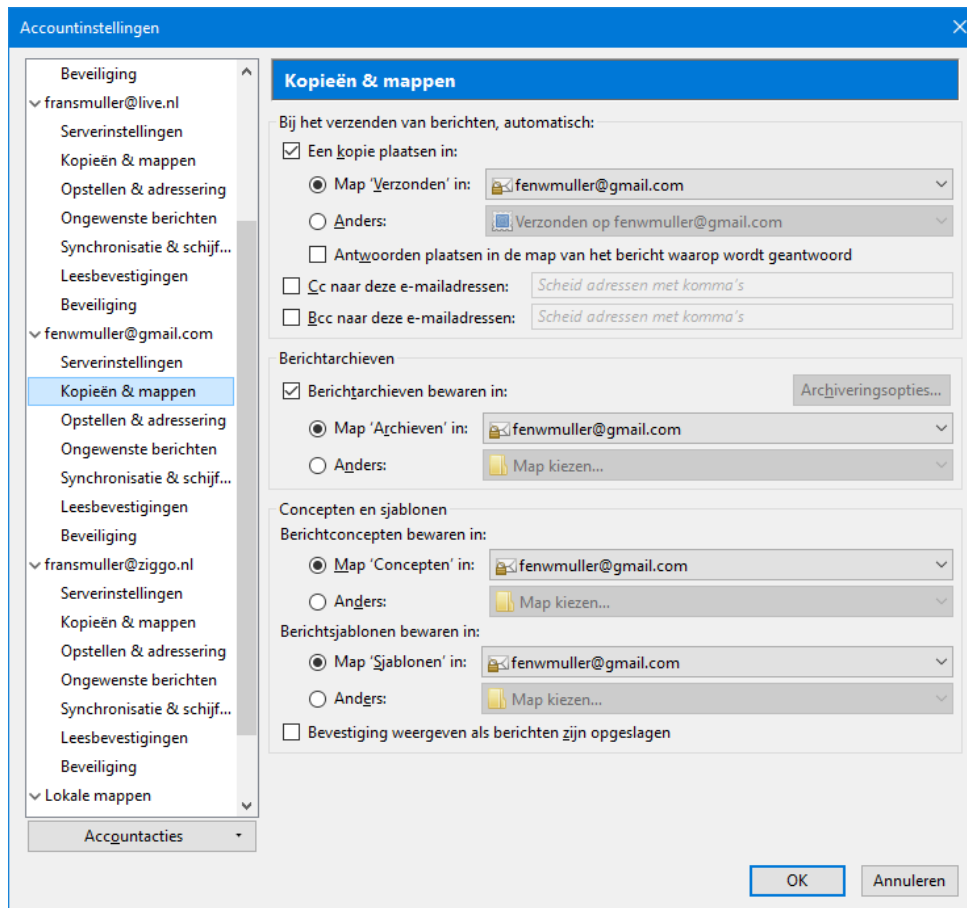 Accountinstellingen
Beveiliging
fransmuller@live.nl
Serverinstellingen
Kopieën & mappen
Opstellen & adressering
Ongewenste berichten
Synchronisatie & schijf...
Leesbevestigingen
Beveiliging
fenwmuller@gmail.com
Serverinstellingen
Kopieën & mappen
Opstellen & adressering
Ongewenste berichten
Synchronisatie & schijf...
Leesbevestigingen
Beveiliging
fransmuller@ziggo.nl
Serverinstellingen
Kopieën & mappen
Opstellen & adressering
Ongewenste berichten
Synchronisatie & schijf...
Leesbevestigingen
Beveiliging
Lokale mappen
Accountacties
Kopieën & mappen
Bij het verzenden van berichten, automatisch:
Een kopie plaatsen in:
Map 'Verzonden' in: fenwmuller@gmail.com
Anders: Verzonden op fenwmuller@gmail.com
Antwoorden plaatsen in de map van het bericht waarop wordt geantwoord
Cc naar deze e-mailadressen: Scheid adressen met komma's
Bcc naar deze e-mailadressen: Scheid adressen met komma's
Berichtarchieven
Berichtarchieven bewaren in: Archiveringsopties...
Map 'Archieven' in: fenwmuller@gmail.com
Anders: Map kiezen...
Concepten en sjablonen
Berichtconcepten bewaren in:
Map 'Concepten' in: fenwmuller@gmail.com
Anders: Map kiezen...
Berichtsjablonen bewaren in:
Map 'Sjablonen' in: fenwmuller@gmail.com
Anders: Map kiezen...
Bevestiging weergeven als berichten zijn opgeslagen
OK Annuleren